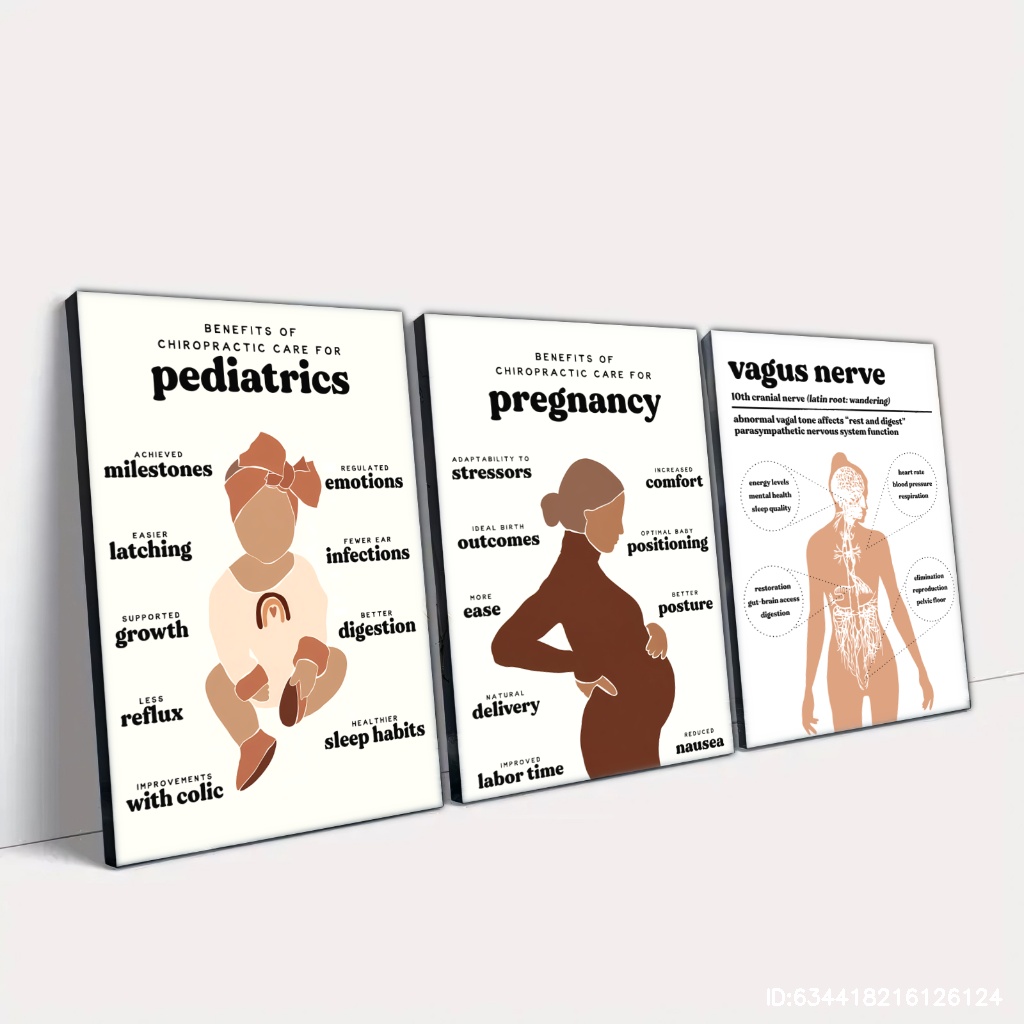 BENEFITS OF
CHIROPRACTIC CARE FOR
pediatrics
ACHIEVED
milestones
REGULATED
emotions
EASIER
latching
FEWER EAR
infections
SUPPORTED
growth
BETTER
digestion
LESS
reflux
HEALTHIER
sleep habits
IMPROVEMENTS
with colic
BENEFITS OF
CHIROPRACTIC CARE FOR
pregnancy
ADAPTABILITY TO
stressors
INCREASED
comfort
IDEAL BIRTH
outcomes
OPTIMAL BABY
positioning
MORE
ease
BETTER
posture
NATURAL
delivery
REDUCED
nausea
IMPROVED
labor time
vagus nerve
10th cranial nerve (latin root: wandering)
abnormal vagal tone affects "rest and digest"
parasympathetic nervous system function
energy levels
mental health
sleep quality
heart rate
blood pressure
respiration
restoration
gut-brain access
digestion
elimination
reproduction
pelvic floor
ID:634418216126124